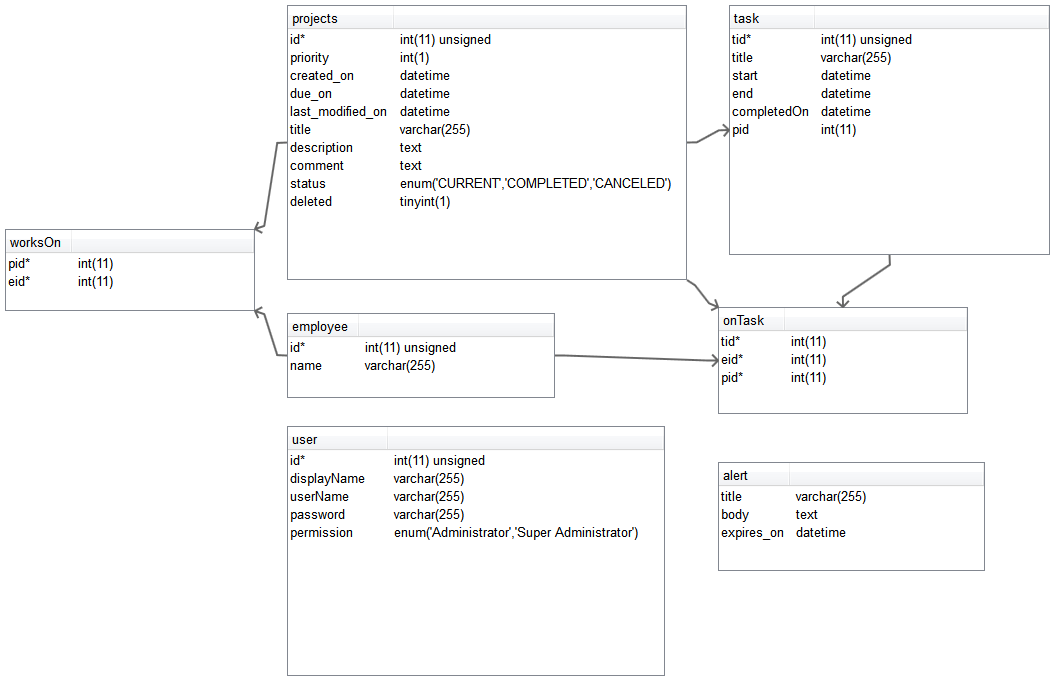 projects
id* int(11) unsigned
priority int(1)
created_on datetime
due_on datetime
last_modified_on datetime
title varchar(255)
description text
comment text
status enum('CURRENT','COMPLETED','CANCELED')
deleted tinyint(1)
task
tid* int(11) unsigned
title varchar(255)
start datetime
end datetime
completedOn datetime
pid int(11)
worksOn
pid* int(11)
eid* int(11)
employee
id* int(11) unsigned
name varchar(255)
onTask
tid* int(11)
eid* int(11)
pid* int(11)
user
id* int(11) unsigned
displayName varchar(255)
userName varchar(255)
password varchar(255)
permission enum('Administrator','Super Administrator')
alert
title varchar(255)
body text
expires_on datetime